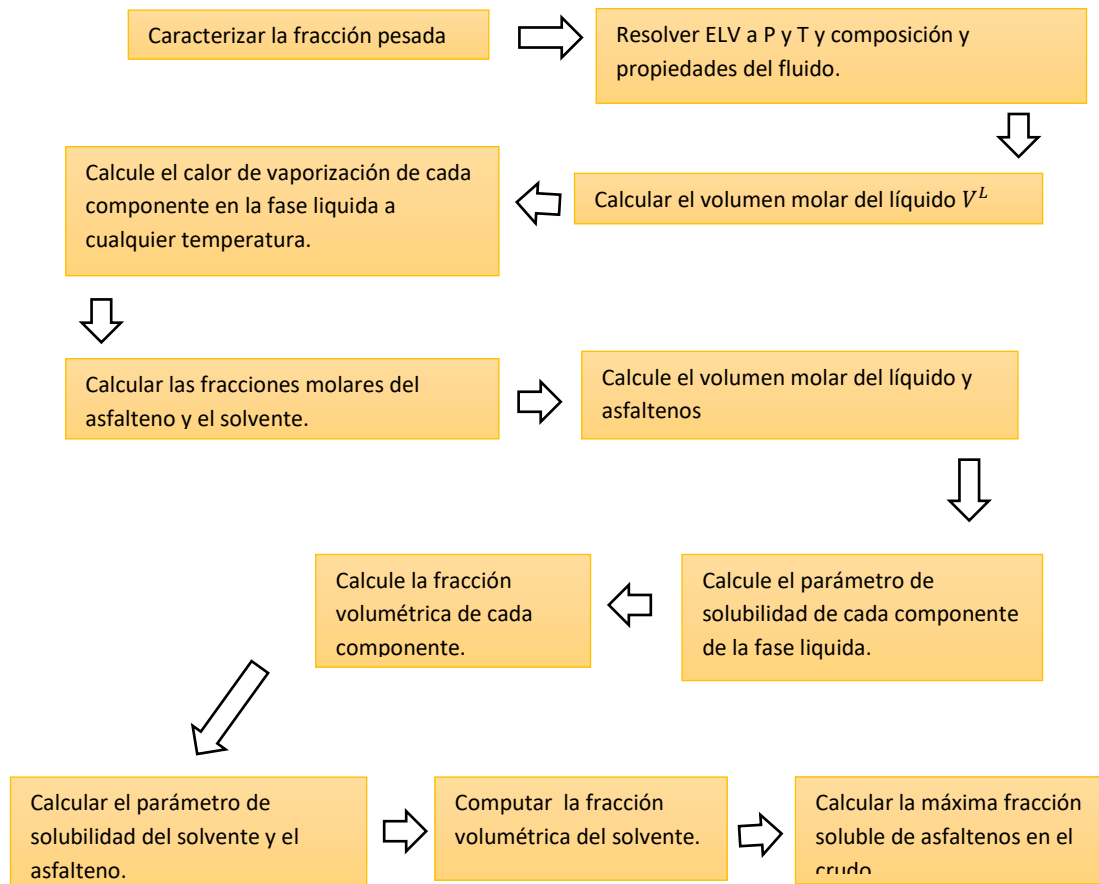 Caracterizar la fracción pesada
Resolver ELV a P y T y composición y
propiedades del fluido.
Calcular el volumen molar del líquido V^L
Calcule el calor de vaporización de cada
componente en la fase liquida a
cualquier temperatura.
Calcular las fracciones molares del
asfalteno y el solvente.
Calcule el volumen molar del líquido y
asfaltenos
Calcule el parámetro de
solubilidad de cada componente
de la fase liquida.
Calcule la fracción
volumétrica de cada
componente.
Calcular el parámetro de
solubilidad del solvente y el
asfalteno.
Computar la fracción
volumétrica del solvente.
Calcular la máxima fracción
soluble de asfaltenos en el
crudo